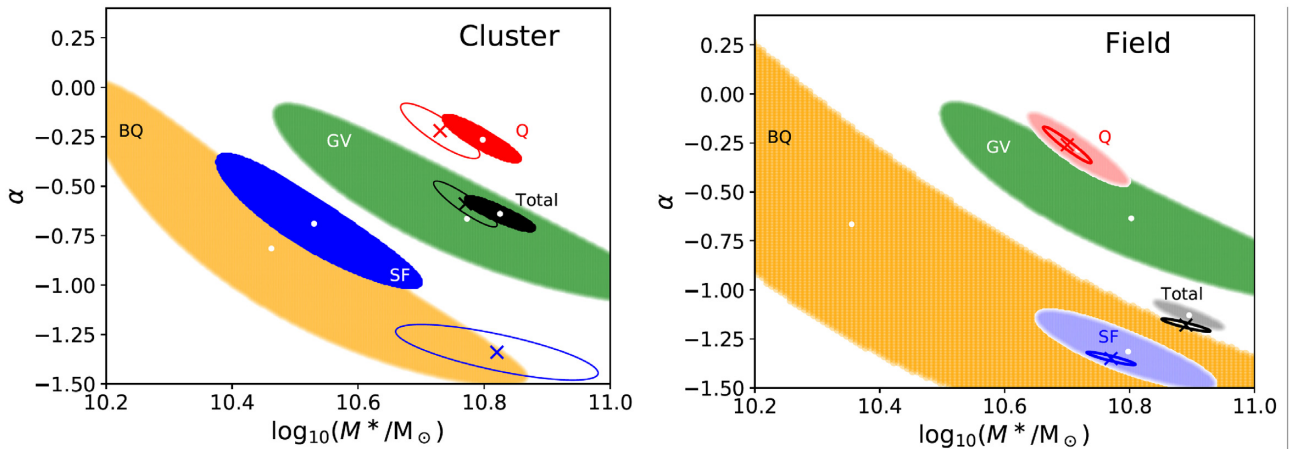 Cluster
0.25
0.00
−0.25
−0.50
−0.75
−1.00
−1.25
−1.50
α
BQ
GV
Q
Total
SF
10.2 10.4 10.6 10.8 11.0
log₁₀(M*/M⊙)
Field
0.25
0.00
−0.25
−0.50
−0.75
−1.00
−1.25
−1.50
α
BQ
GV
Q
Total
SF
10.2 10.4 10.6 10.8 11.0
log₁₀(M*/M⊙)